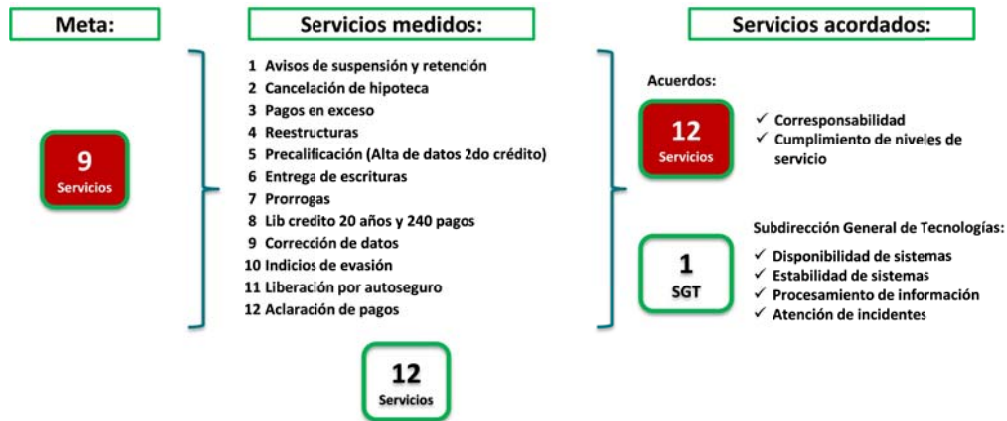 Meta:
9
Servicios
Servicios medidos:
1 Avisos de suspensión y retención
2 Cancelación de hipoteca
3 Pagos en exceso
4 Reestructuras
5 Precalificación (Alta de datos 2do crédito)
6 Entrega de escrituras
7 Prorrogas
8 Lib credito 20 años y 240 pagos
9 Corrección de datos
10 Indicios de evasión
11 Liberación por autoseguro
12 Aclaración de pagos
12
Servicios
Servicios acordados:
Acuerdos:
12
Servicios
✓ Corresponsabilidad
✓ Cumplimiento de niveles de
servicio
Subdirección General de Tecnologías:
1
SGT
✓ Disponibilidad de sistemas
✓ Estabilidad de sistemas
✓ Procesamiento de información
✓ Atención de incidentes